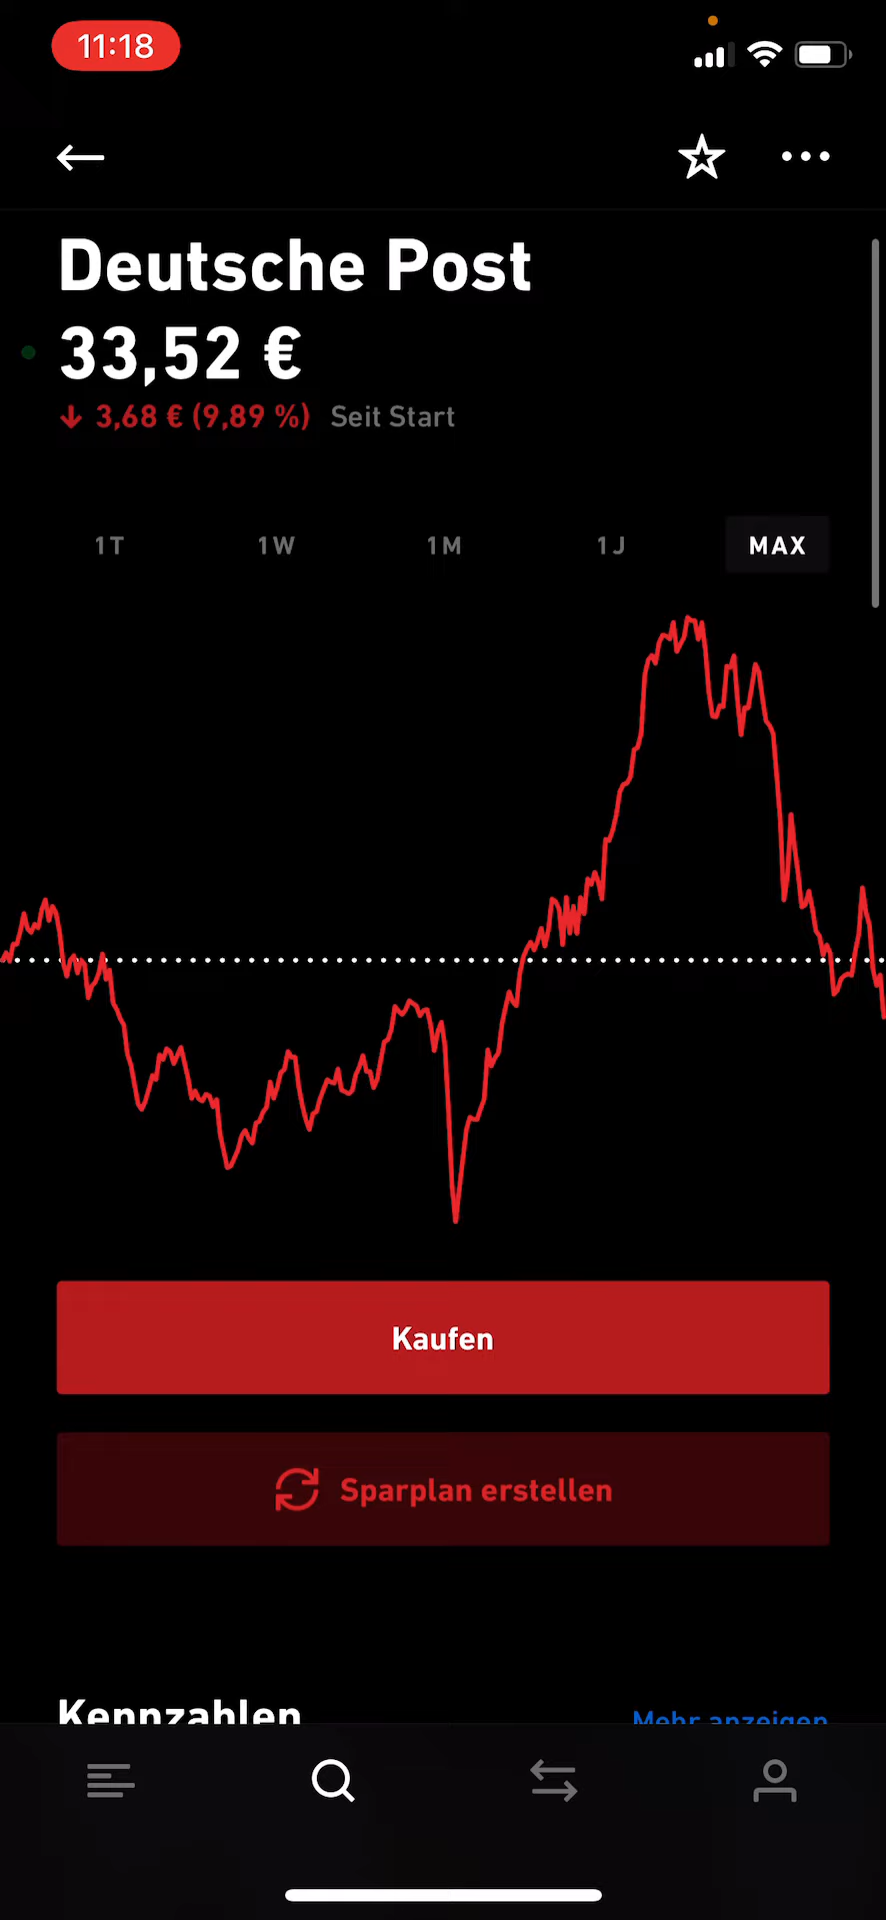 11:18
Deutsche Post
33,52 €
3,68 € (9,89 %) Seit Start
1T 1W 1M 1J MAX
Kaufen
Sparplan erstellen
Kennzahlen Mehr anzeigen